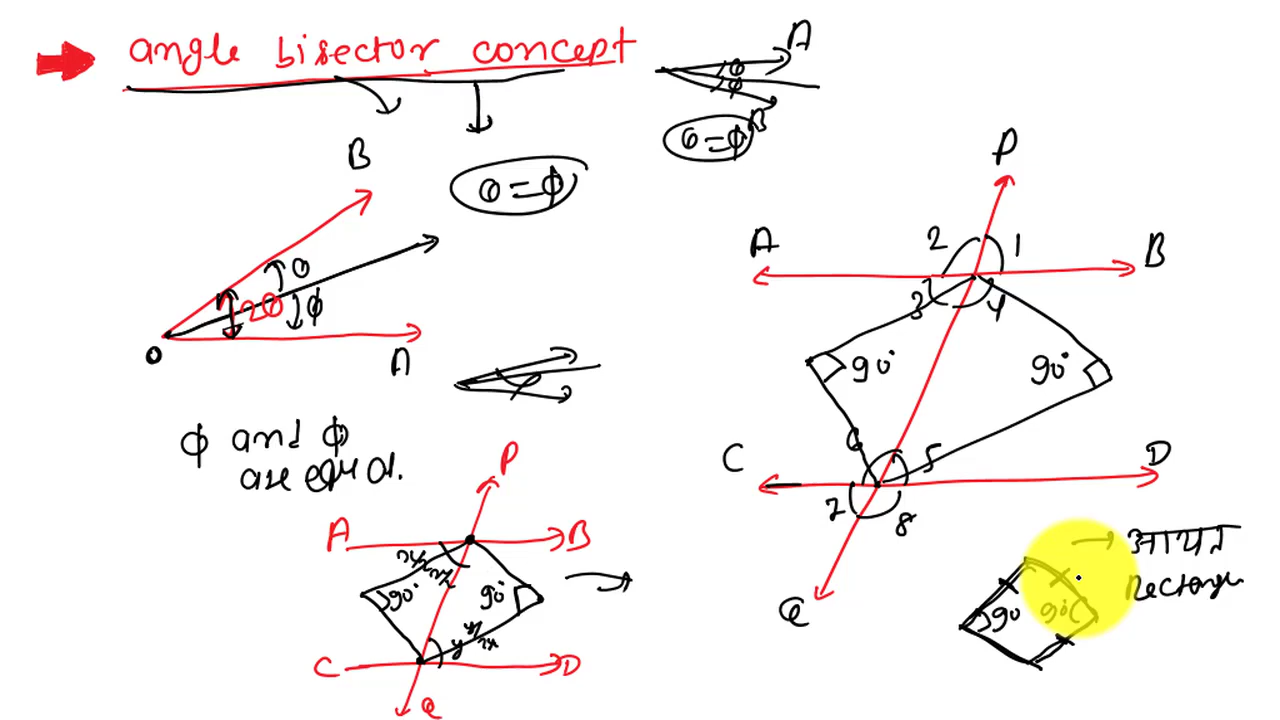 angle bisector concept
A
θ
φ
B
θ=φ
B
θ=φ
θ
2θ φ
O
A
φ and φ
are equal.
P
A B
2 1
3 4
90° 90°
6 5
C D
7 8
Q
P
A B
90° 90°
C D
Q
→ आयत
Rectangle
90 90°